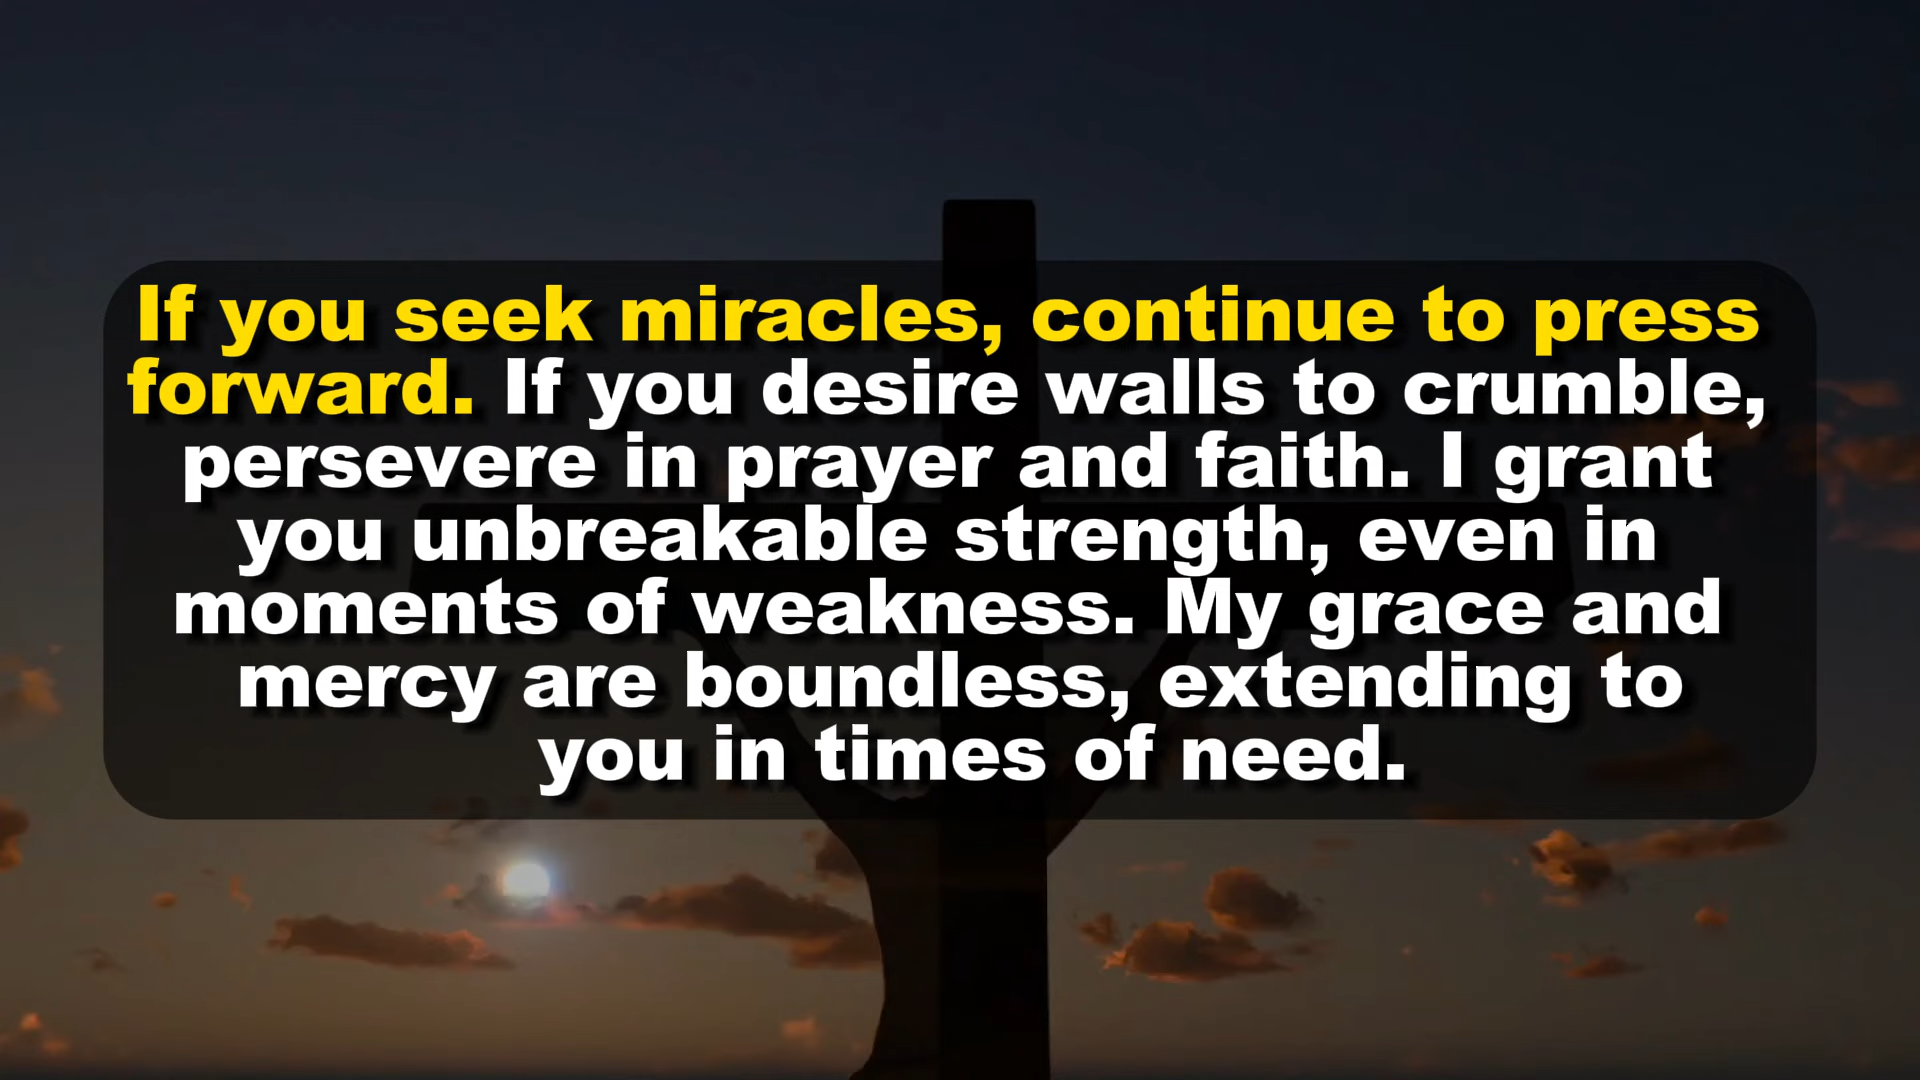 If you seek miracles, continue to press
forward. If you desire walls to crumble,
persevere in prayer and faith. I grant
you unbreakable strength, even in
moments of weakness. My grace and
mercy are boundless, extending to
you in times of need.